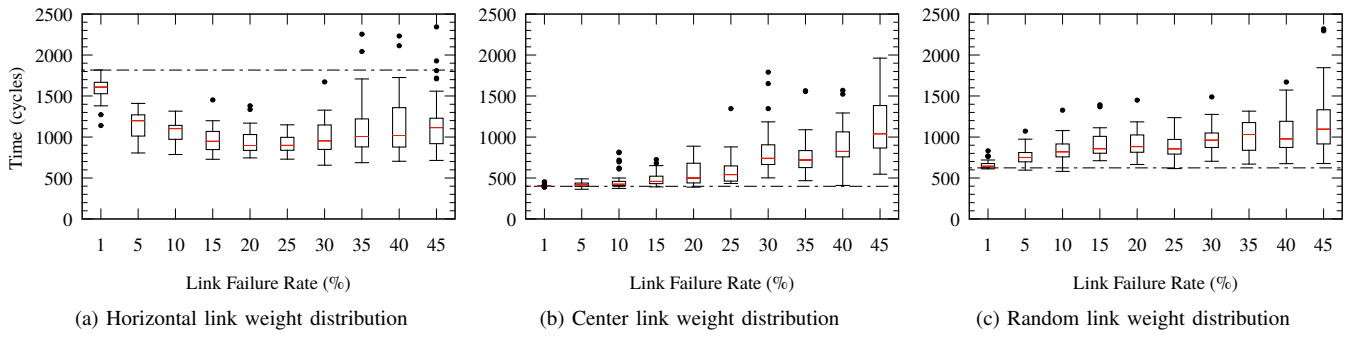 2500 2500 2500
2000 2000 2000
1500 1500 1500
1000 1000 1000
500 500 500
0 0 0
Time (cycles)
1 5 10 15 20 25 30 35 40 45 1 5 10 15 20 25 30 35 40 45 1 5 10 15 20 25 30 35 40 45
Link Failure Rate (%) Link Failure Rate (%) Link Failure Rate (%)
(a) Horizontal link weight distribution (b) Center link weight distribution (c) Random link weight distribution